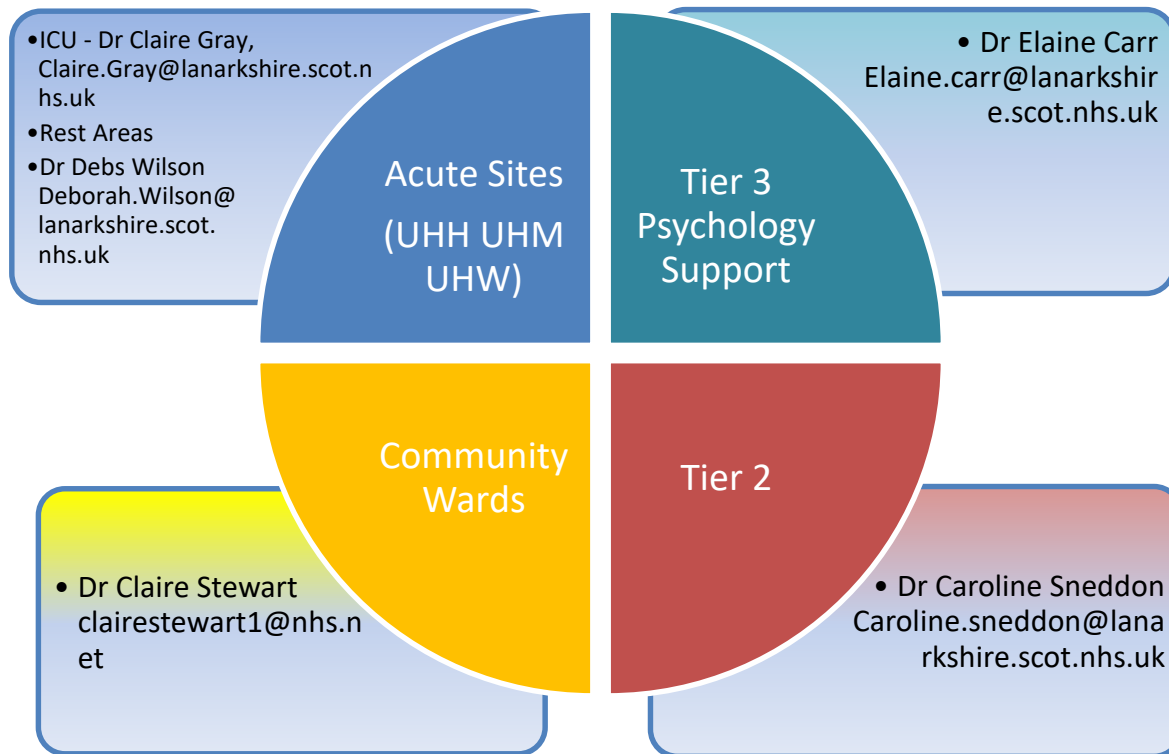 •ICU - Dr Claire Gray,
Claire.Gray@lanarkshire.scot.n
hs.uk
•Rest Areas
•Dr Debs Wilson
Deborah.Wilson@
lanarkshire.scot.
nhs.uk
Acute Sites
(UHH UHM
UHW)
Tier 3
Psychology
Support
• Dr Elaine Carr
Elaine.carr@lanarkshir
e.scot.nhs.uk
Community
Wards
Tier 2
• Dr Claire Stewart
clairestewart1@nhs.n
et
• Dr Caroline Sneddon
Caroline.sneddon@lana
rkshire.scot.nhs.uk